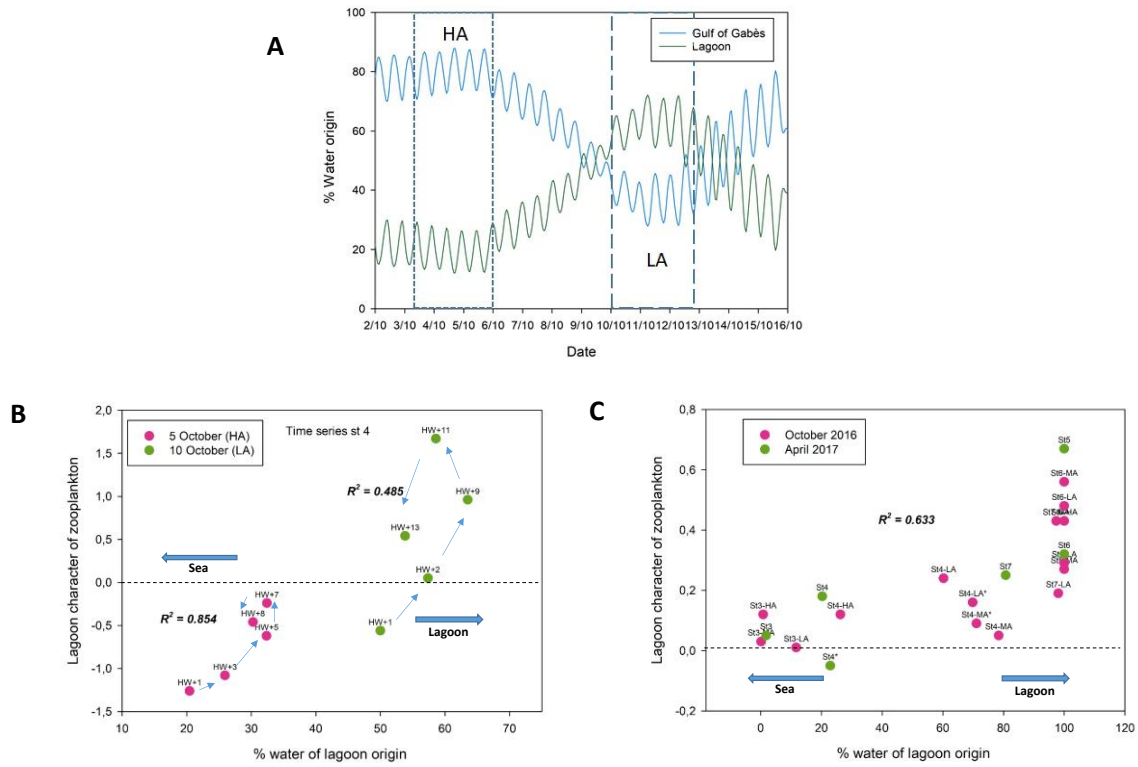 A
100
80
60
40
20
0
% Water origin
HA
LA
Gulf of Gabès
Lagoon
2/10 3/10 4/10 5/10 6/10 7/10 8/10 9/10 10/10 11/10 12/10 13/10 14/10 15/10 16/10
Date
B
2,0
1,5
1,0
0,5
0,0
-0,5
-1,0
-1,5
Lagoon character of zooplankton
5 October (HA)
10 October (LA)
Time series st 4
HW+11
R² = 0.485
HW+9
HW+13
Sea
HW+2
HW+7
R² = 0.854
HW+8
HW+5
HW+1
Lagoon
HW+3
HW+1
10 20 30 40 50 60 70
% water of lagoon origin
C
0,8
0,6
0,4
0,2
0,0
-0,2
Lagoon character of zooplankton
October 2016
April 2017
St5
St6-MA
R² = 0.633
St6-LA
St6
St4-LA
St7
St7-LA
St4
St4-LA*
St3-HA
St4-HA
St4-MA*
St3
St3-MA
St4-MA
St3-LA
St4*
Sea
Lagoon
0 20 40 60 80 100 120
% water of lagoon origin